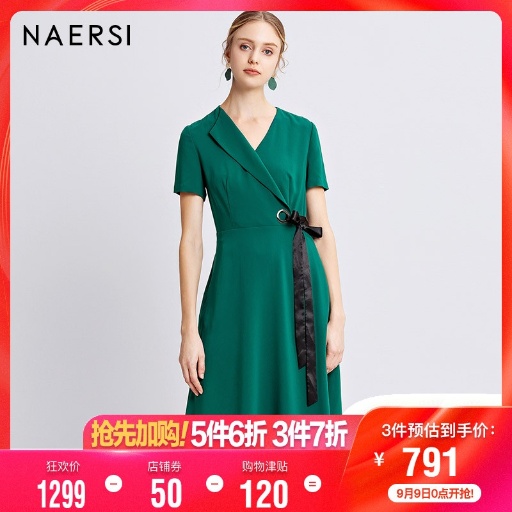 NAERSI
抢先加购! 5件6折 3件7折
3件预估到手价:
¥ 791
9月9日0点开抢!
狂欢价 店铺券 购物津贴
1299 - 50 - 120 =